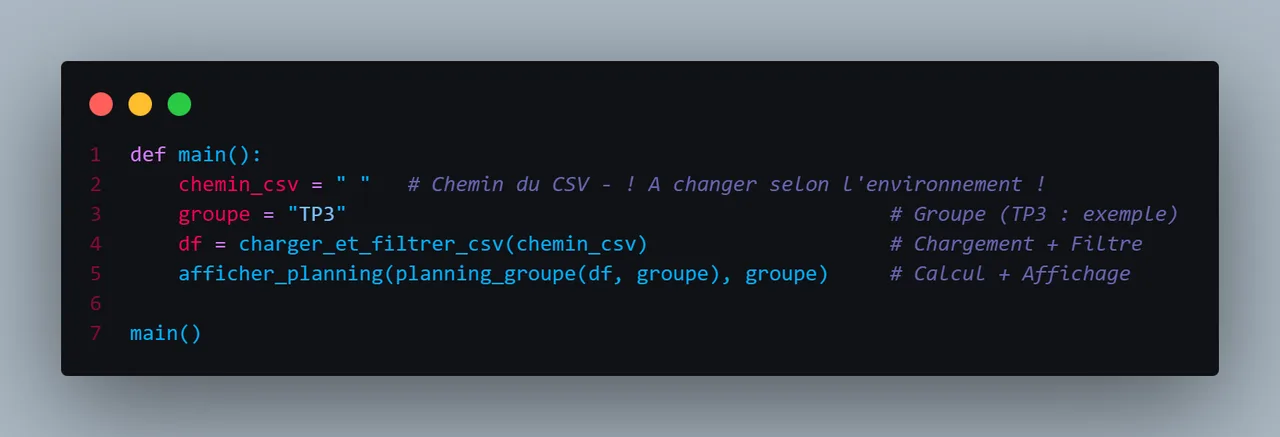 1 def main():
2     chemin_csv = " "   # Chemin du CSV - ! A changer selon l'environnement !
3     groupe = "TP3"                                             # Groupe (TP3 : exemple)
4     df = charger_et_filtrer_csv(chemin_csv)                    # Chargement + Filtre
5     afficher_planning(planning_groupe(df, groupe), groupe)     # Calcul + Affichage
6
7 main()